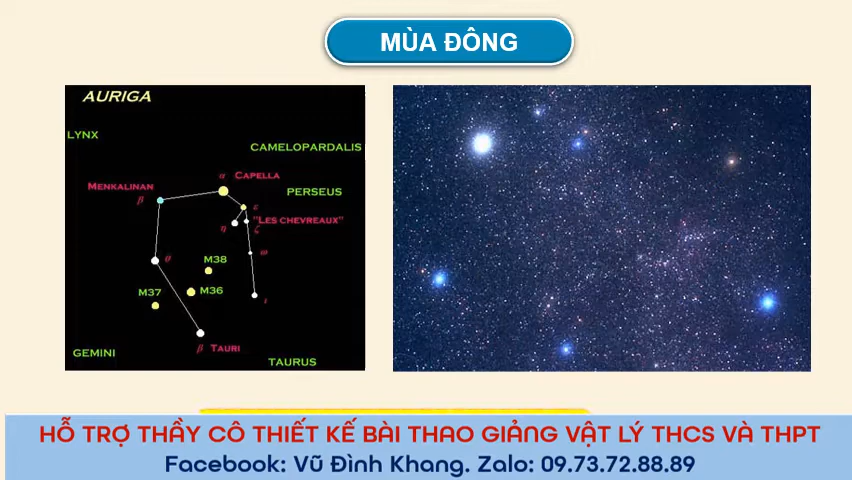 MÙA ĐÔNG
AURIGA
LYNX
CAMELOPARDALIS
α CAPELLA
MENKALINAN
β
PERSEUS
ε
"LES CHEVREAUX"
η
ζ
θ
M38
M37
M36
ι
β TAURI
GEMINI
TAURUS
HỖ TRỢ THẦY CÔ THIẾT KẾ BÀI THAO GIẢNG VẬT LÝ THCS VÀ THPT
Facebook: Vũ Đình Khang. Zalo: 09.73.72.88.89